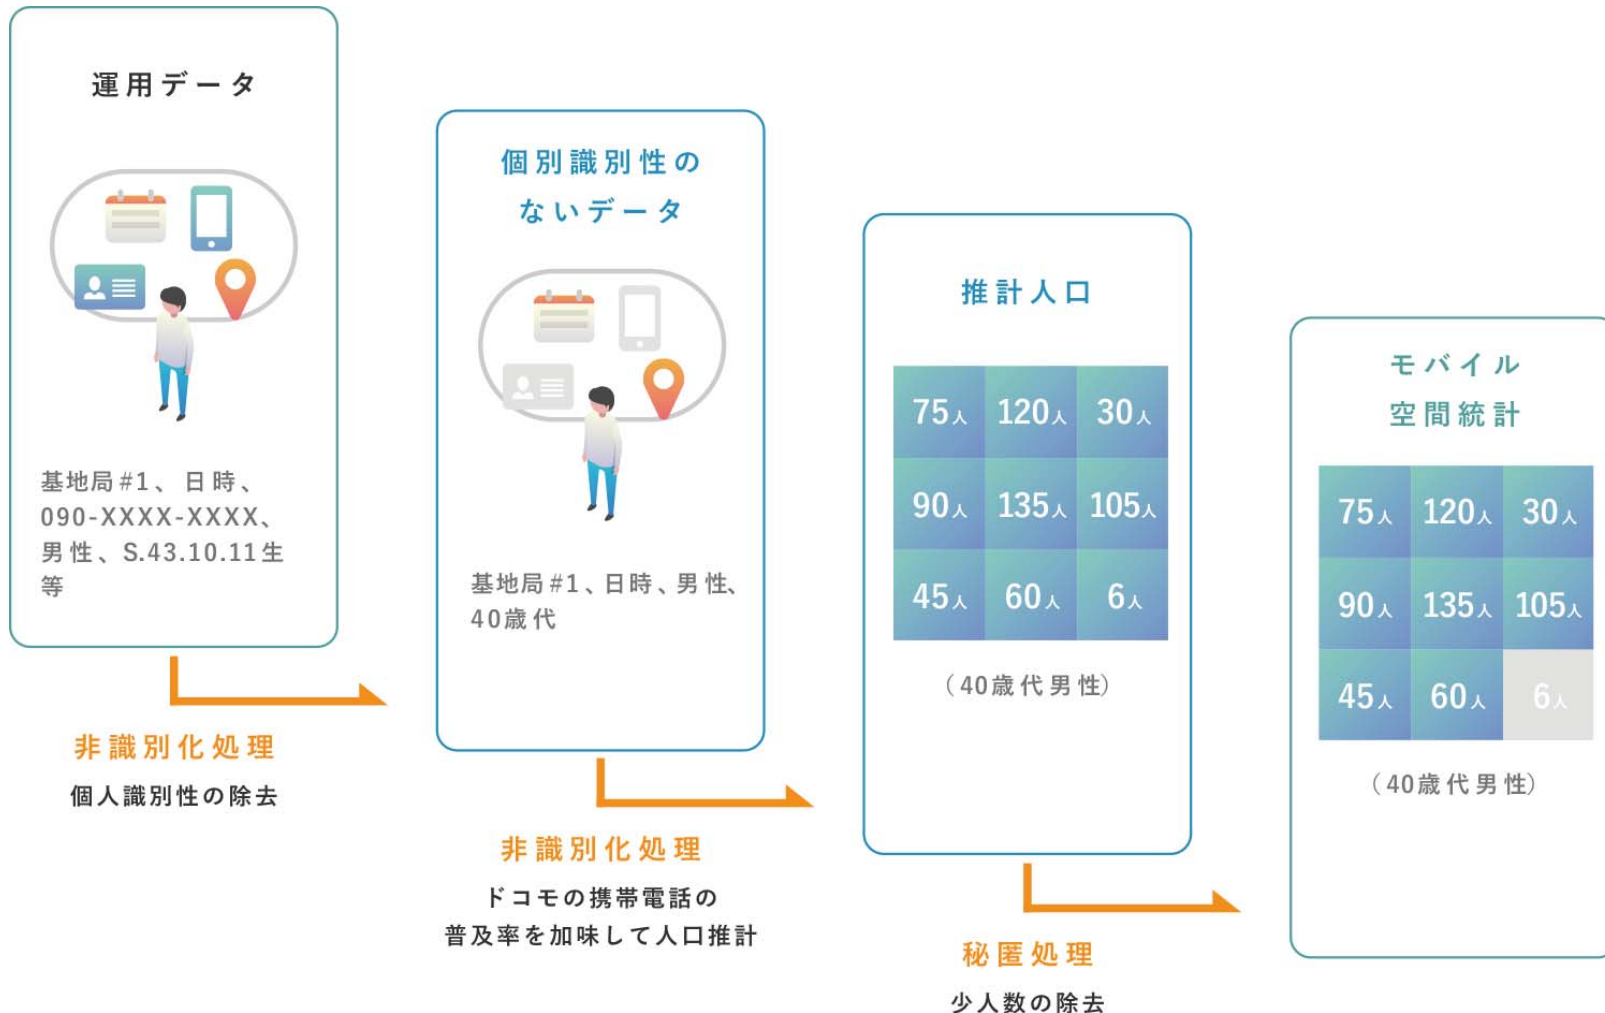 運用データ
基地局#1、日時、
090-XXXX-XXXX、
男性、S.43.10.11生
等
非識別化処理
個人識別性の除去
個別識別性の
ないデータ
基地局#1、日時、男性、
40歳代
非識別化処理
ドコモの携帯電話の
普及率を加味して人口推計
推計人口
75人 120人 30人
90人 135人 105人
45人 60人 6人
(40歳代男性)
秘匿処理
少人数の除去
モバイル
空間統計
75人 120人 30人
90人 135人 105人
45人 60人 6人
(40歳代男性)